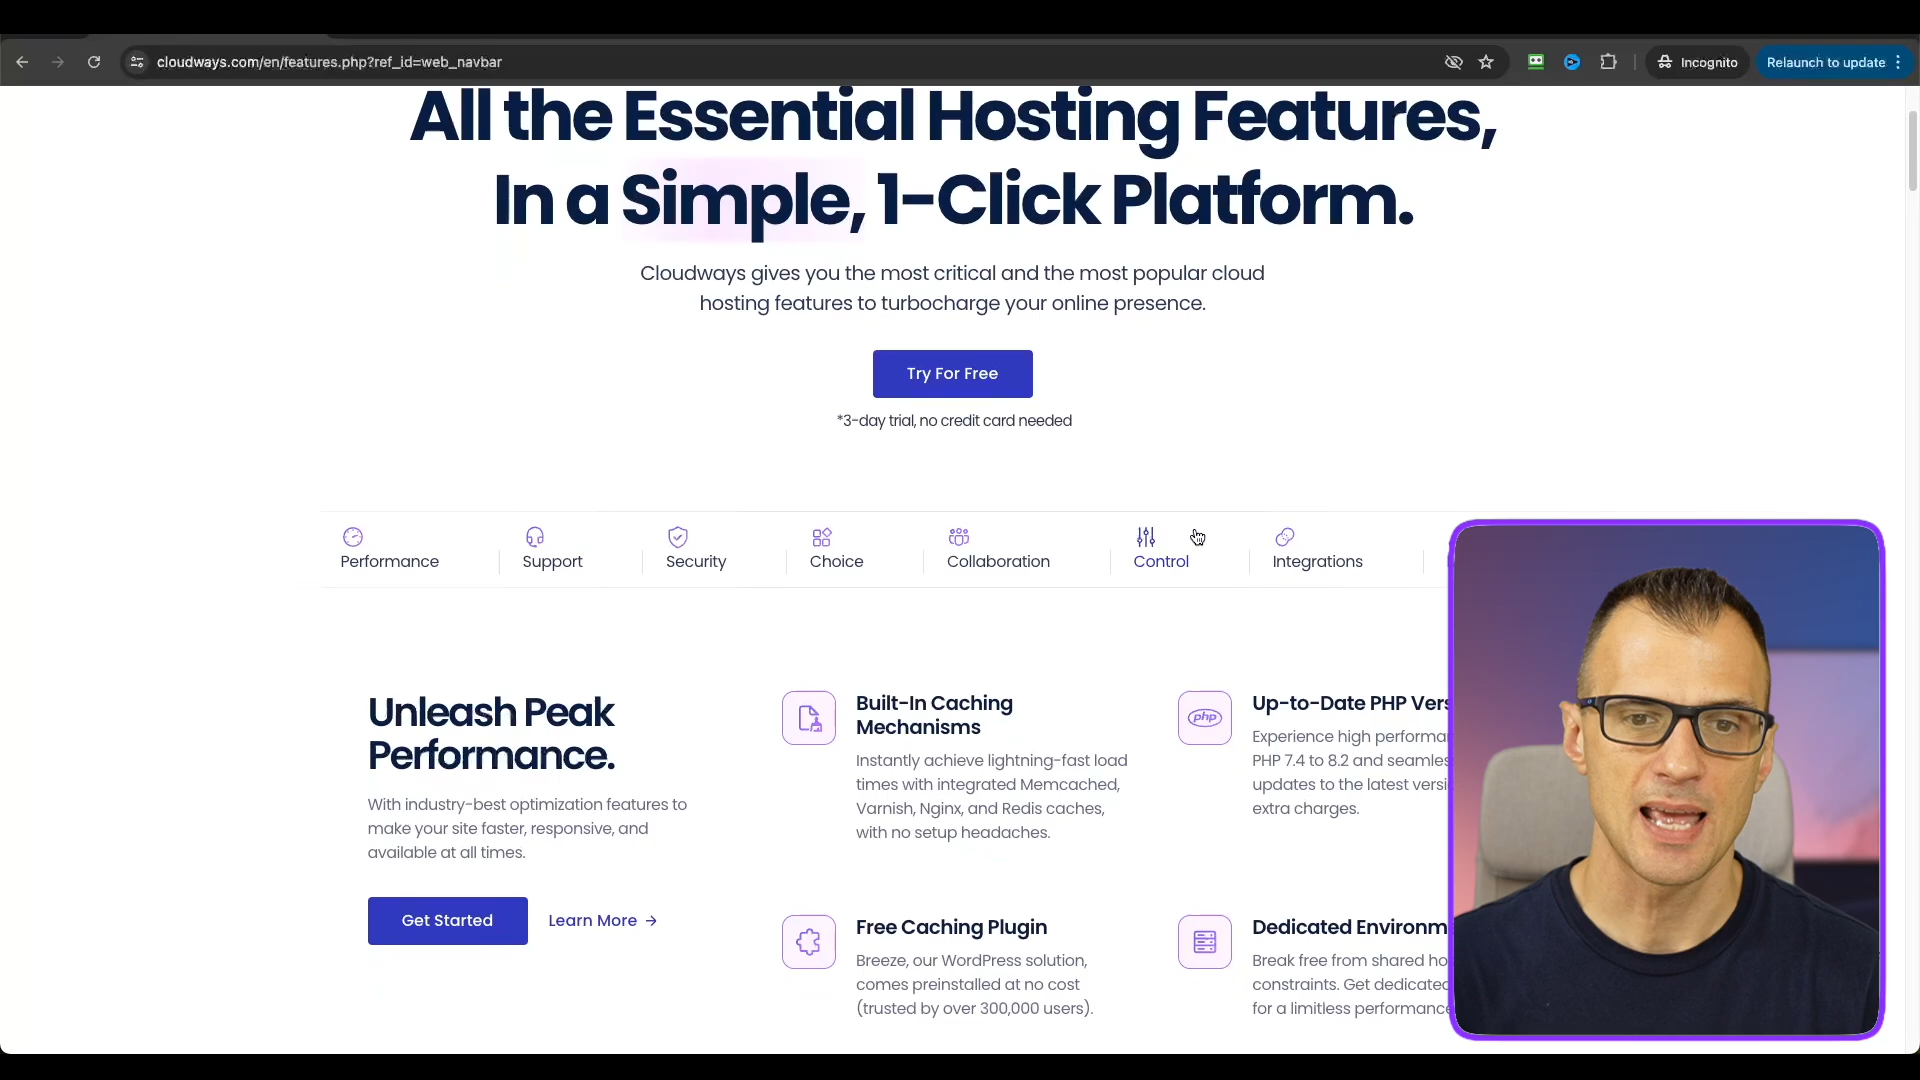 cloudways.com/en/features.php?ref_id=web_navbar
Incognito
Relaunch to update
All the Essential Hosting Features,
In a Simple, 1-Click Platform.
Cloudways gives you the most critical and the most popular cloud
hosting features to turbocharge your online presence.
Try For Free
*3-day trial, no credit card needed
Performance
Support
Security
Choice
Collaboration
Control
Integrations
Unleash Peak
Performance.
With industry-best optimization features to
make your site faster, responsive, and
available at all times.
Get Started
Learn More →
Built-In Caching
Mechanisms
Instantly achieve lightning-fast load
times with integrated Memcached,
Varnish, Nginx, and Redis caches,
with no setup headaches.
php
Up-to-Date PHP Vers
Experience high performa
PHP 7.4 to 8.2 and seamles
updates to the latest versi
extra charges.
Free Caching Plugin
Breeze, our WordPress solution,
comes preinstalled at no cost
(trusted by over 300,000 users).
Dedicated Environm
Break free from shared ho
constraints. Get dedicated
for a limitless performance